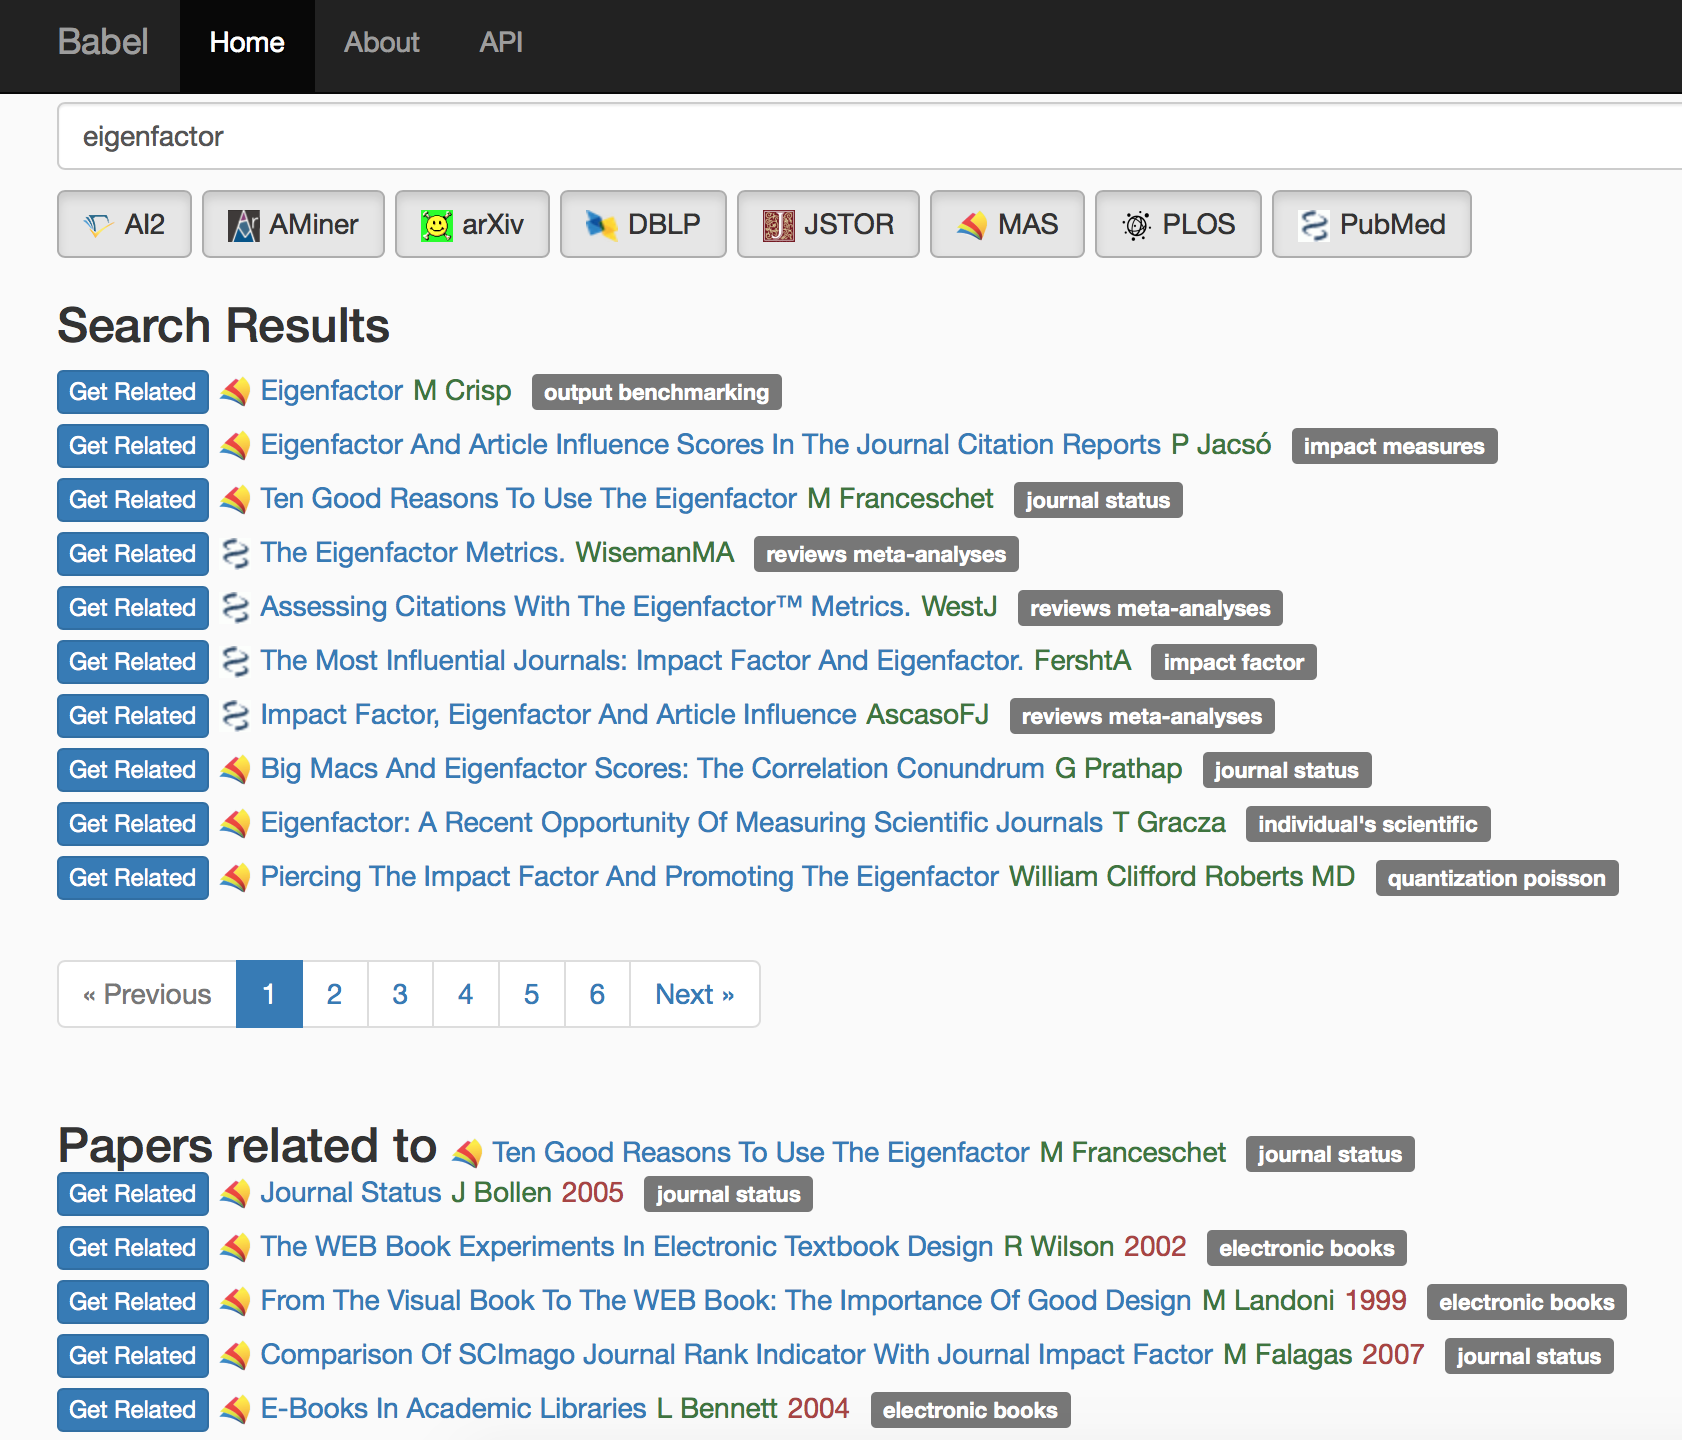 Babel Home About API
eigenfactor
AI2 AMiner arXiv DBLP JSTOR MAS PLOS PubMed
Search Results
Get Related Eigenfactor M Crisp output benchmarking
Get Related Eigenfactor And Article Influence Scores In The Journal Citation Reports P Jacsó impact measures
Get Related Ten Good Reasons To Use The Eigenfactor M Franceschet journal status
Get Related The Eigenfactor Metrics. WisemanMA reviews meta-analyses
Get Related Assessing Citations With The Eigenfactor™ Metrics. WestJ reviews meta-analyses
Get Related The Most Influential Journals: Impact Factor And Eigenfactor. FershtA impact factor
Get Related Impact Factor, Eigenfactor And Article Influence AscasoFJ reviews meta-analyses
Get Related Big Macs And Eigenfactor Scores: The Correlation Conundrum G Prathap journal status
Get Related Eigenfactor: A Recent Opportunity Of Measuring Scientific Journals T Gracza individual's scientific
Get Related Piercing The Impact Factor And Promoting The Eigenfactor William Clifford Roberts MD quantization poisson
« Previous 1 2 3 4 5 6 Next »
Papers related to Ten Good Reasons To Use The Eigenfactor M Franceschet journal status
Get Related Journal Status J Bollen 2005 journal status
Get Related The WEB Book Experiments In Electronic Textbook Design R Wilson 2002 electronic books
Get Related From The Visual Book To The WEB Book: The Importance Of Good Design M Landoni 1999 electronic books
Get Related Comparison Of SCImago Journal Rank Indicator With Journal Impact Factor M Falagas 2007 journal status
Get Related E-Books In Academic Libraries L Bennett 2004 electronic books